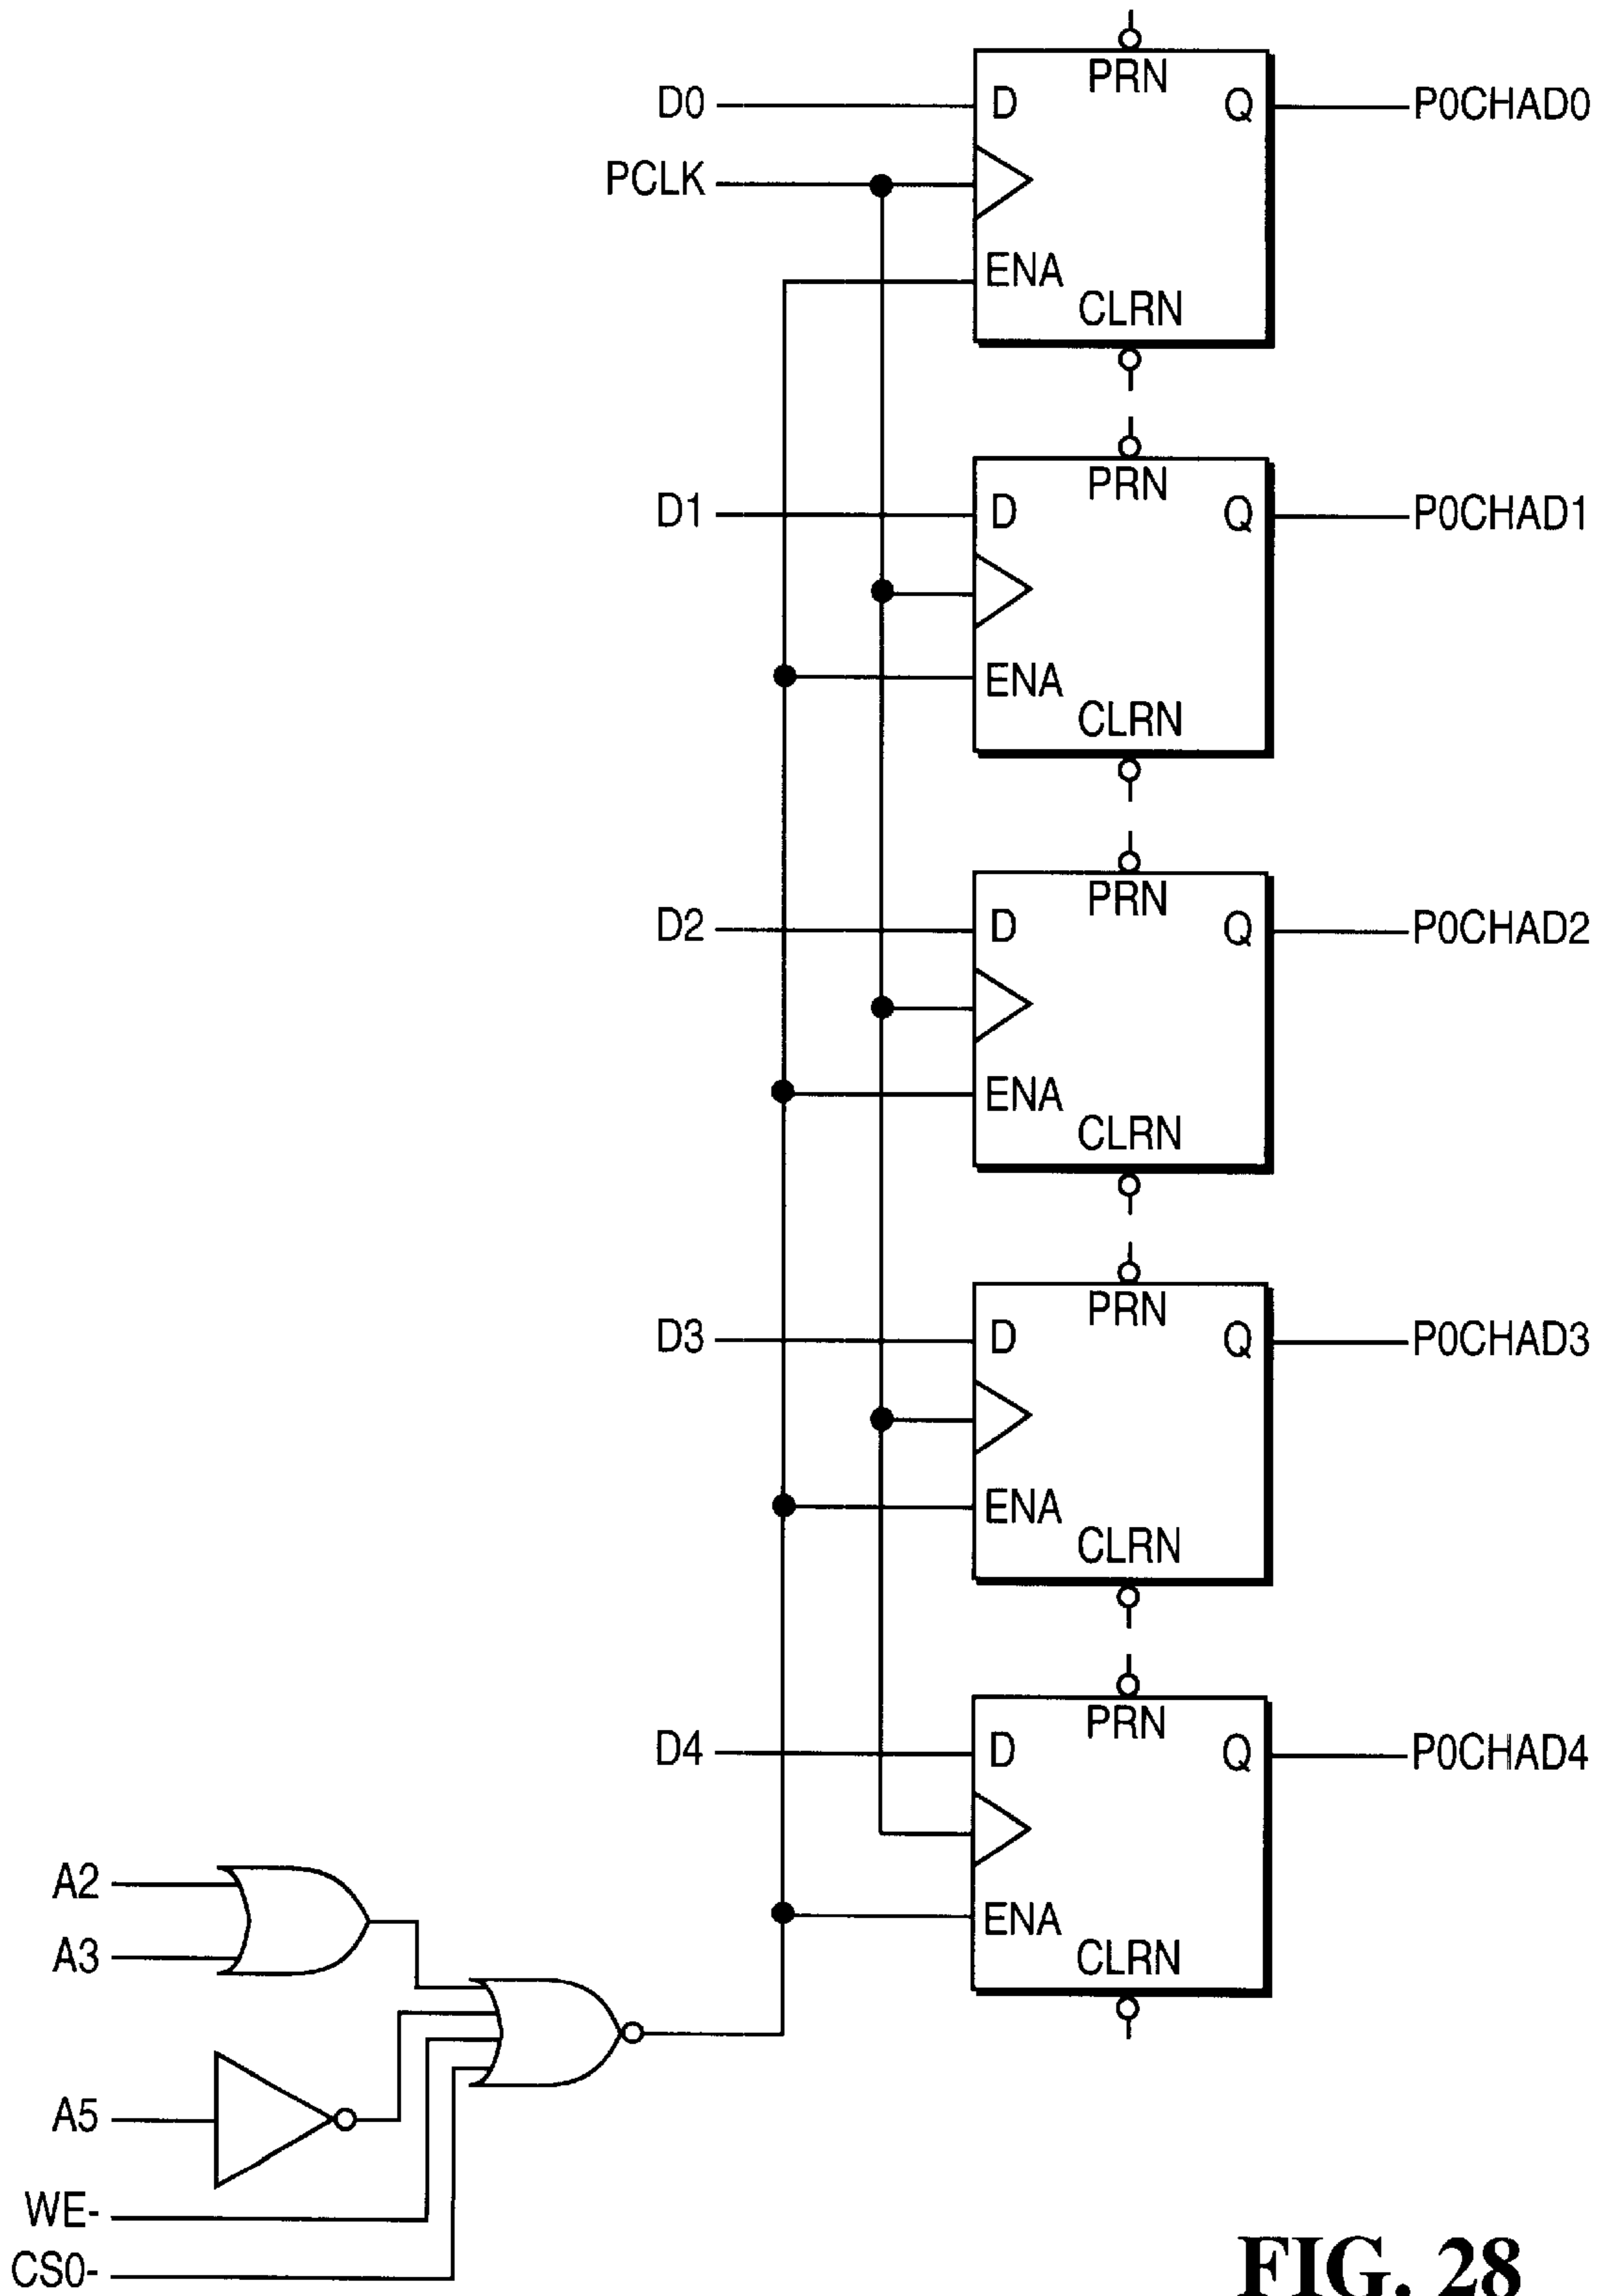 PRN
D0 D Q P0CHAD0
PCLK
ENA
CLRN
PRN
D1 D Q P0CHAD1
ENA
CLRN
PRN
D2 D Q P0CHAD2
ENA
CLRN
PRN
D3 D Q P0CHAD3
ENA
CLRN
PRN
D4 D Q P0CHAD4
A2
ENA
A3
CLRN
A5
WE-
CS0-
FIG. 28